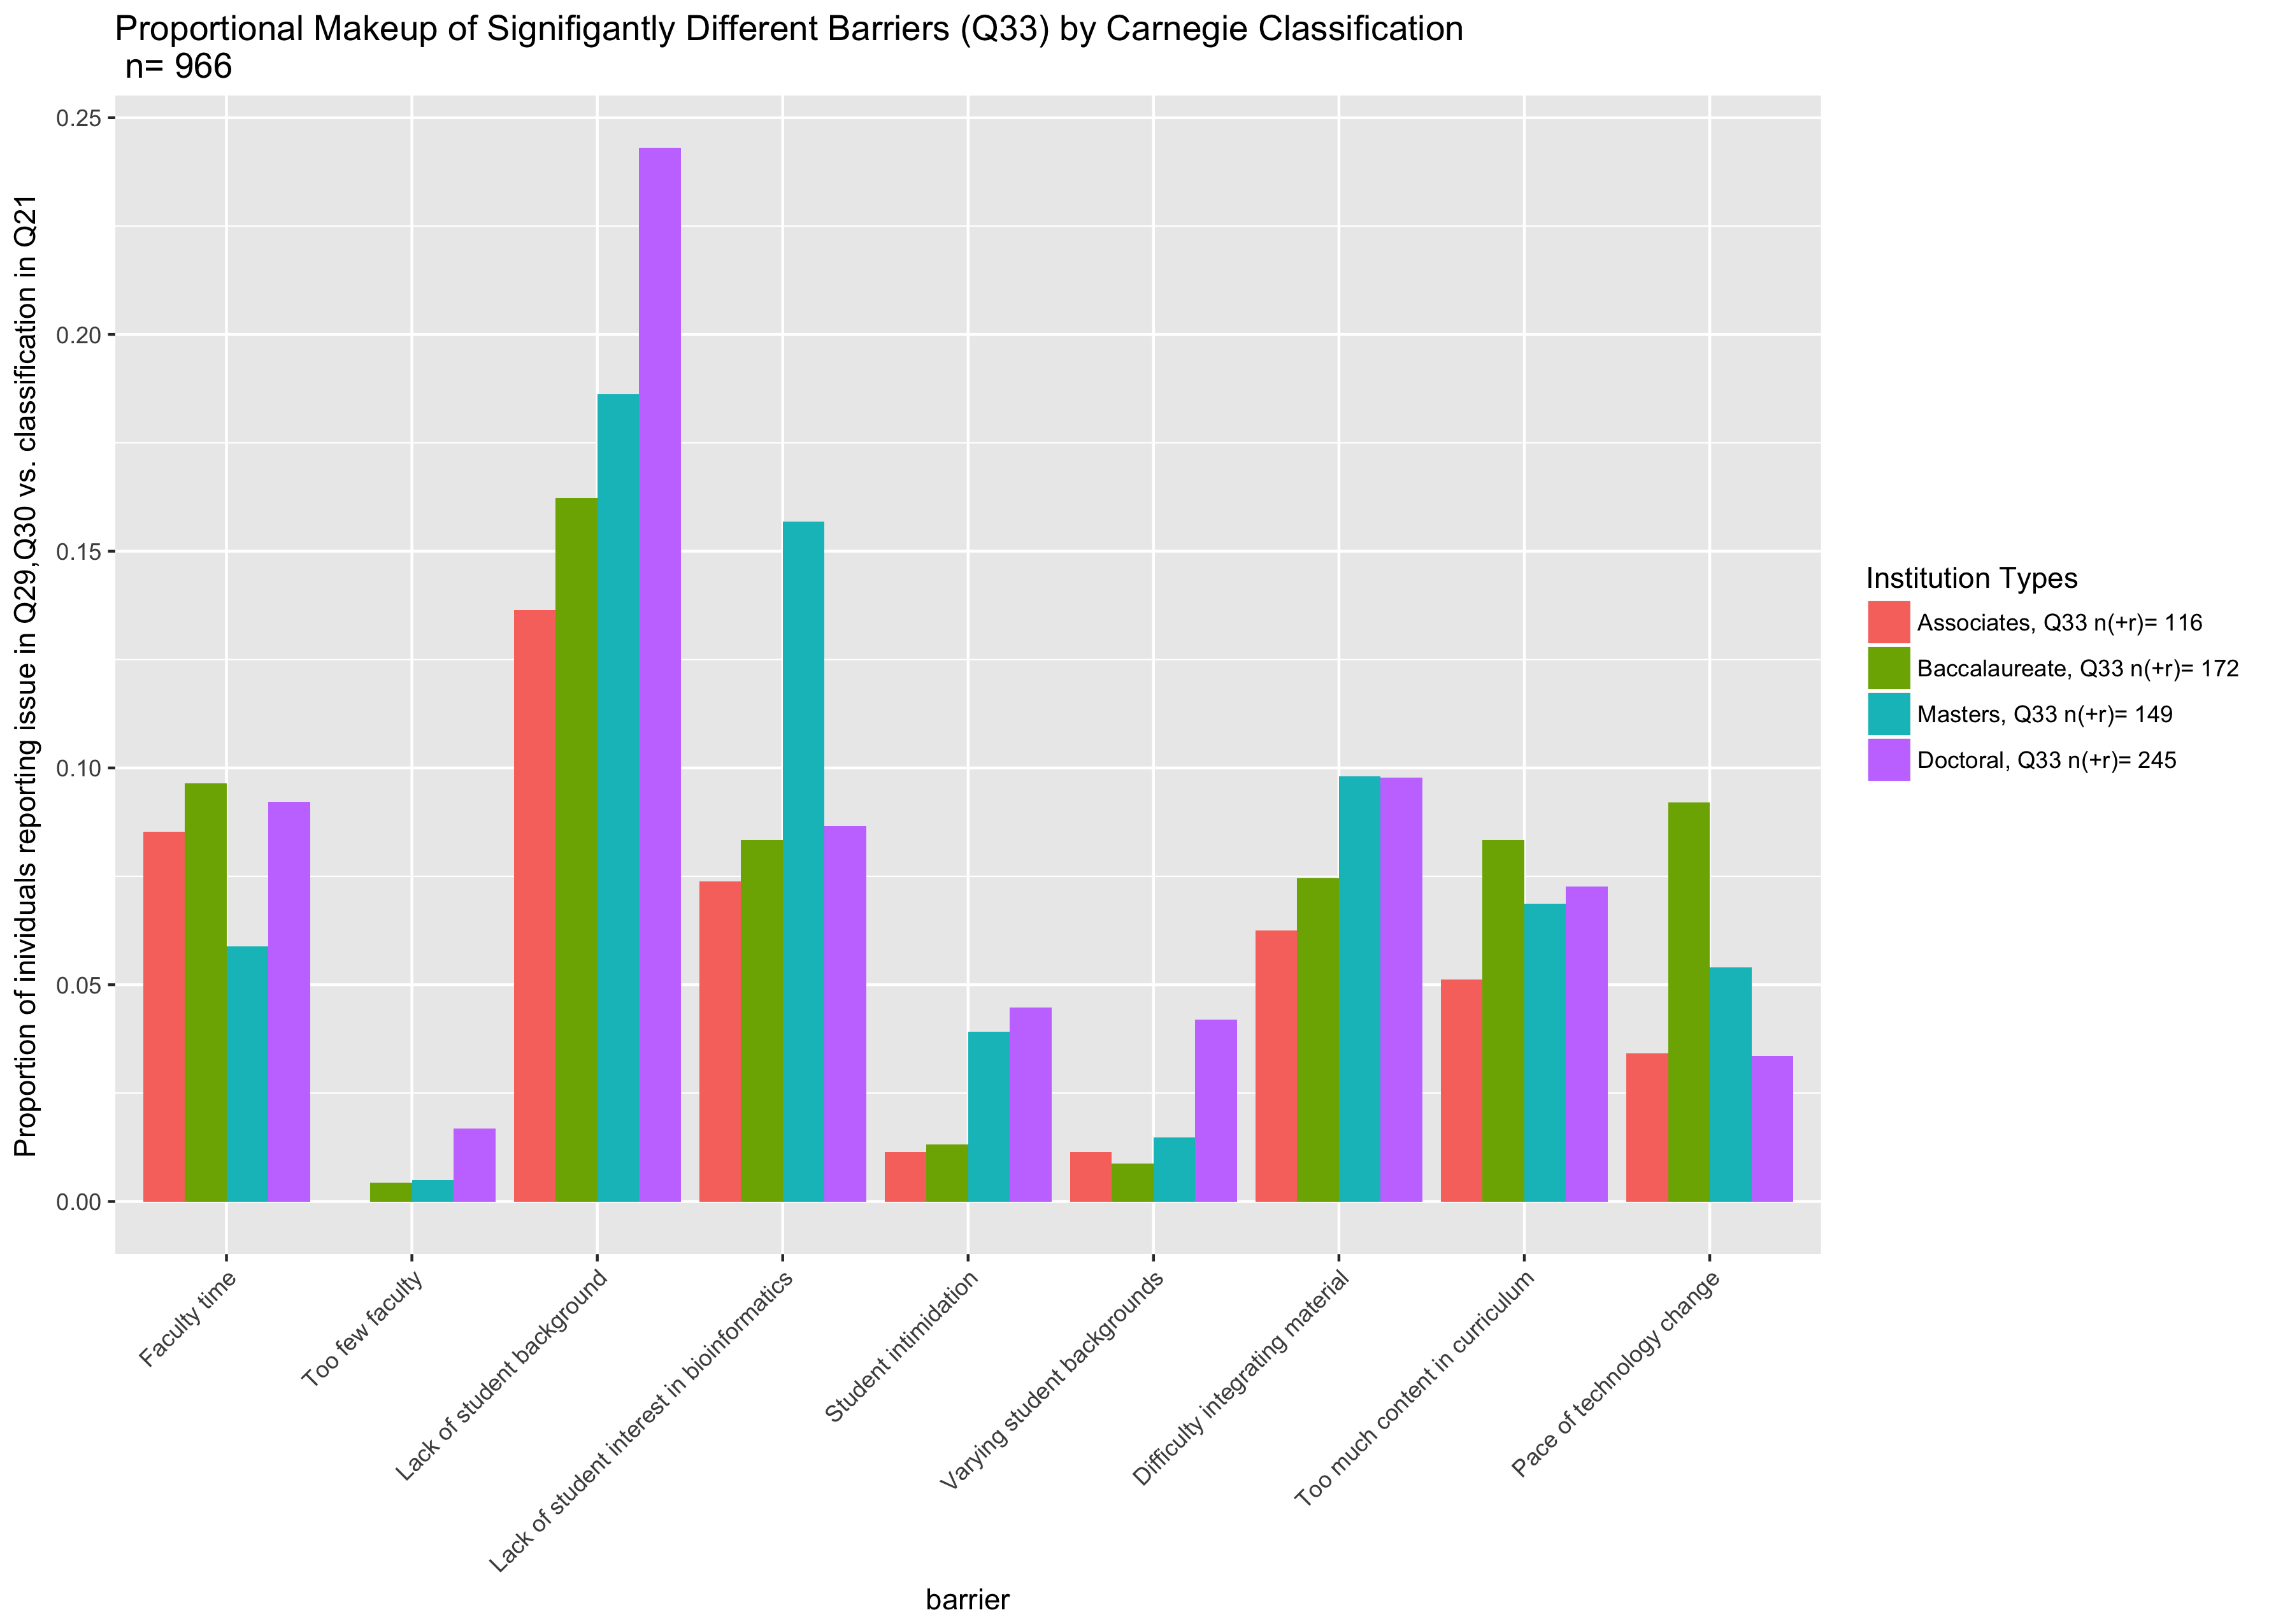 Proportional Makeup of Signifigantly Different Barriers (Q33) by Carnegie Classification
n= 966
Proportion of inividuals reporting issue in Q29,Q30 vs. classification in Q21
0.25
0.20
0.15
0.10
0.05
0.00
Faculty time
Too few faculty
Lack of student background
Lack of student interest in bioinformatics
Student intimidation
Varying student backgrounds
Difficulty integrating material
Too much content in curriculum
Pace of technology change
barrier
Institution Types
Associates, Q33 n(+r)= 116
Baccalaureate, Q33 n(+r)= 172
Masters, Q33 n(+r)= 149
Doctoral, Q33 n(+r)= 245